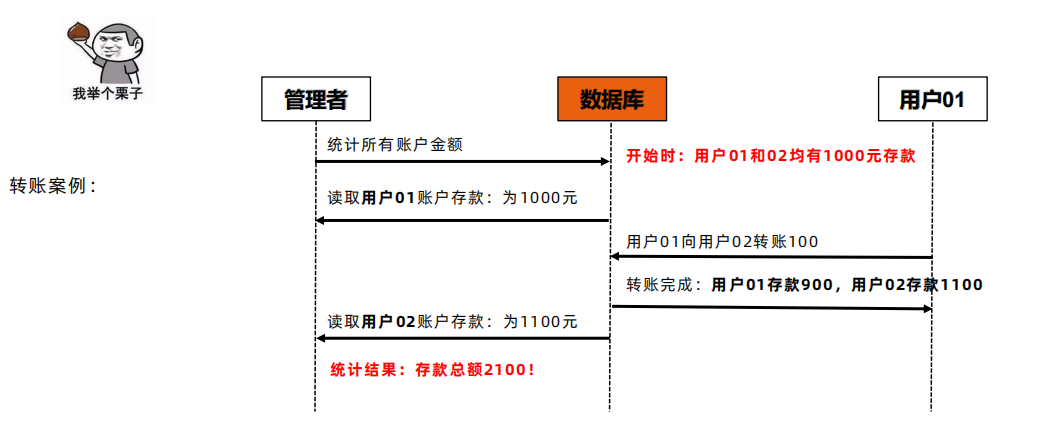 我举个栗子
管理者
数据库
用户01
统计所有账户金额
开始时：用户01和02均有1000元存款
转账案例：
读取用户01账户存款：为1000元
用户01向用户02转账100
转账完成：用户01存款900，用户02存款1100
读取用户02账户存款：为1100元
统计结果：存款总额2100！